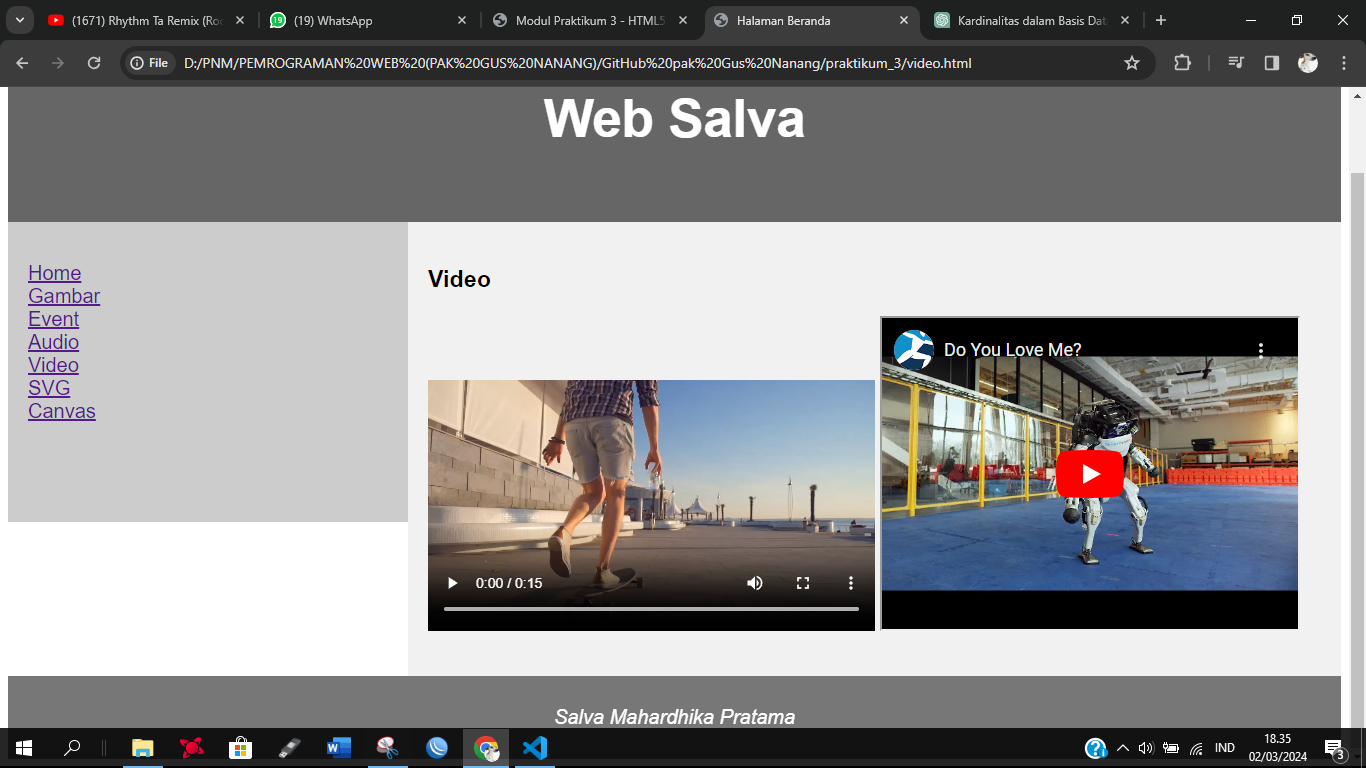 (1671) Rhythm Ta Remix (Roc
(19) WhatsApp
Modul Praktikum 3 - HTML5
Halaman Beranda
Kardinalitas dalam Basis Dat
File
D:/PNM/PEMROGRAMAN%20WEB%20(PAK%20GUS%20NANANG)/GitHub%20pak%20Gus%20Nanang/praktikum_3/video.html
Web Salva
Home
Gambar
Event
Audio
Video
SVG
Canvas
Video
0:00 / 0:15
Do You Love Me?
Salva Mahardhika Pratama
IND
18.35
02/03/2024
3